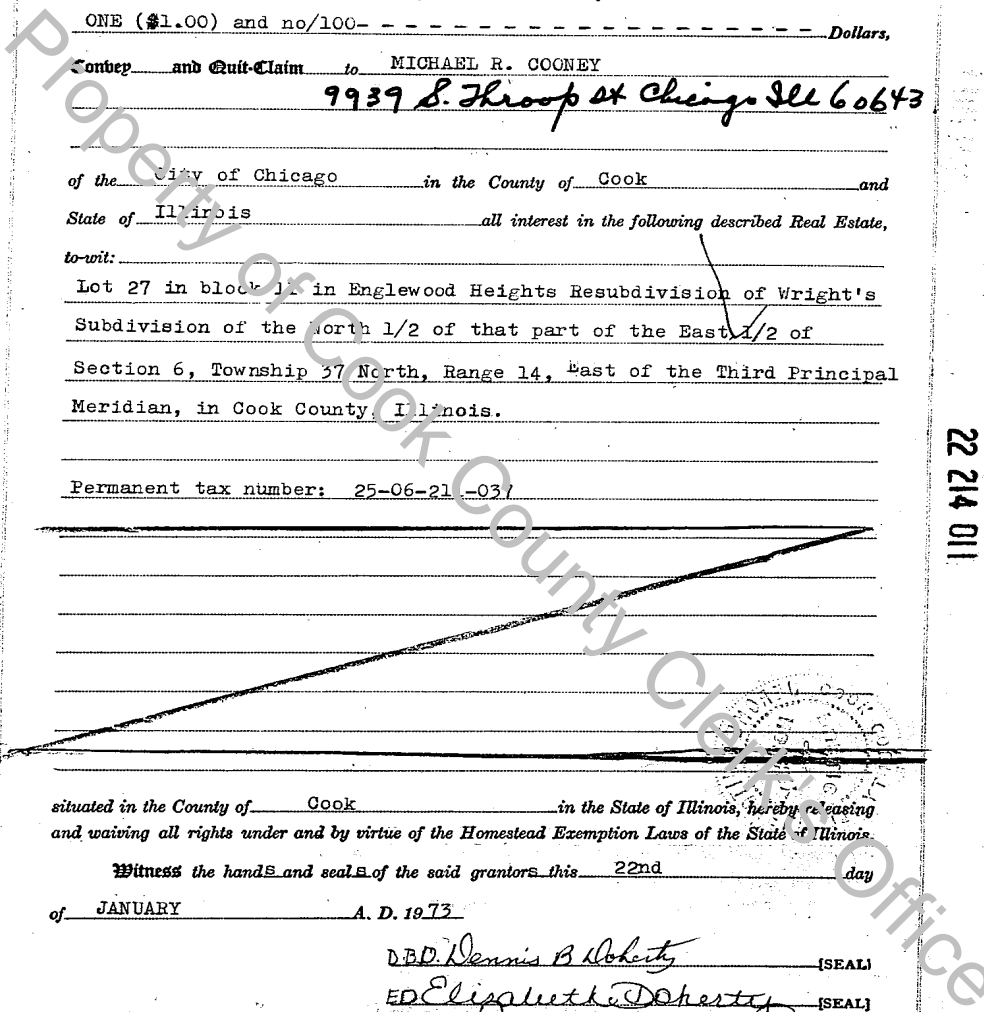 ONE ($1.00) and no/100- - - - - - - - - - - - - - - - - - - Dollars,
Convey and Quit-Claim to MICHAEL R. COONEY
9939 S. Throop St Chicago Ill 60643
of the City of Chicago in the County of Cook and
State of Illinois all interest in the following described Real Estate,
to-wit:
Lot 27 in block in Englewood Heights Resubdivision of Wright's
Subdivision of the North 1/2 of that part of the East 1/2 of
Section 6, Township 37 North, Range 14, East of the Third Principal
Meridian, in Cook County, Illinois.
Permanent tax number: 25-06-21
22 214 011
situated in the County of Cook in the State of Illinois, hereby releasing
and waiving all rights under and by virtue of the Homestead Exemption Laws of the State of Illinois.
Witness the hands and seals of the said grantors this 22nd day
of JANUARY A. D. 1973
D.B.D. Dennis B Doherty [SEAL]
ED Elizabeth Doherty [SEAL]
Property of Cook County Clerk's Office